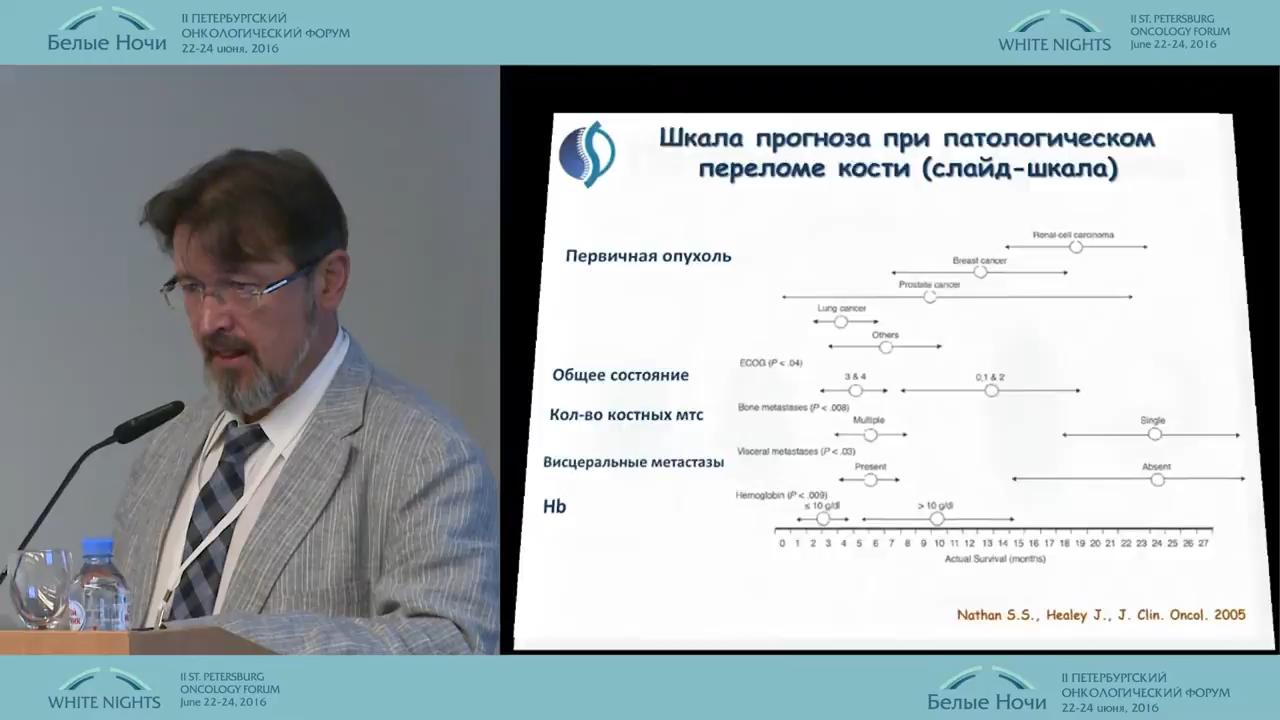 II ПЕТЕРБУРГСКИЙ
ОНКОЛОГИЧЕСКИЙ ФОРУМ
Белые Ночи
22-24 июня, 2016
II ST. PETERSBURG
ONCOLOGY FORUM
WHITE NIGHTS
June 22-24, 2016
Шкала прогноза при патологическом
переломе кости (слайд-шкала)
Renal cell carcinoma
Первичная опухоль
Breast cancer
Prostate cancer
Lung cancer
Others
ECOG (P < .04)
Общее состояние
3 & 4
0,1 & 2
Кол-во костных мтс
Bone metastases (P < .008)
Multiple
Single
Visceral metastases (P < .03)
Висцеральные метастазы
Present
Absent
Hemoglobin (P < .009)
Hb
≤ 10 g/dl
> 10 g/dl
0 1 2 3 4 5 6 7 8 9 10 11 12 13 14 15 16 17 18 19 20 21 22 23 24 25 26 27
Actual Survival (months)
Nathan S.S., Healey J., J. Clin. Oncol. 2005
II ST. PETERSBURG
ONCOLOGY FORUM
WHITE NIGHTS
June 22-24, 2016
II ПЕТЕРБУРГСКИЙ
ОНКОЛОГИЧЕСКИЙ ФОРУМ
Белые Ночи
22-24 июня, 2016